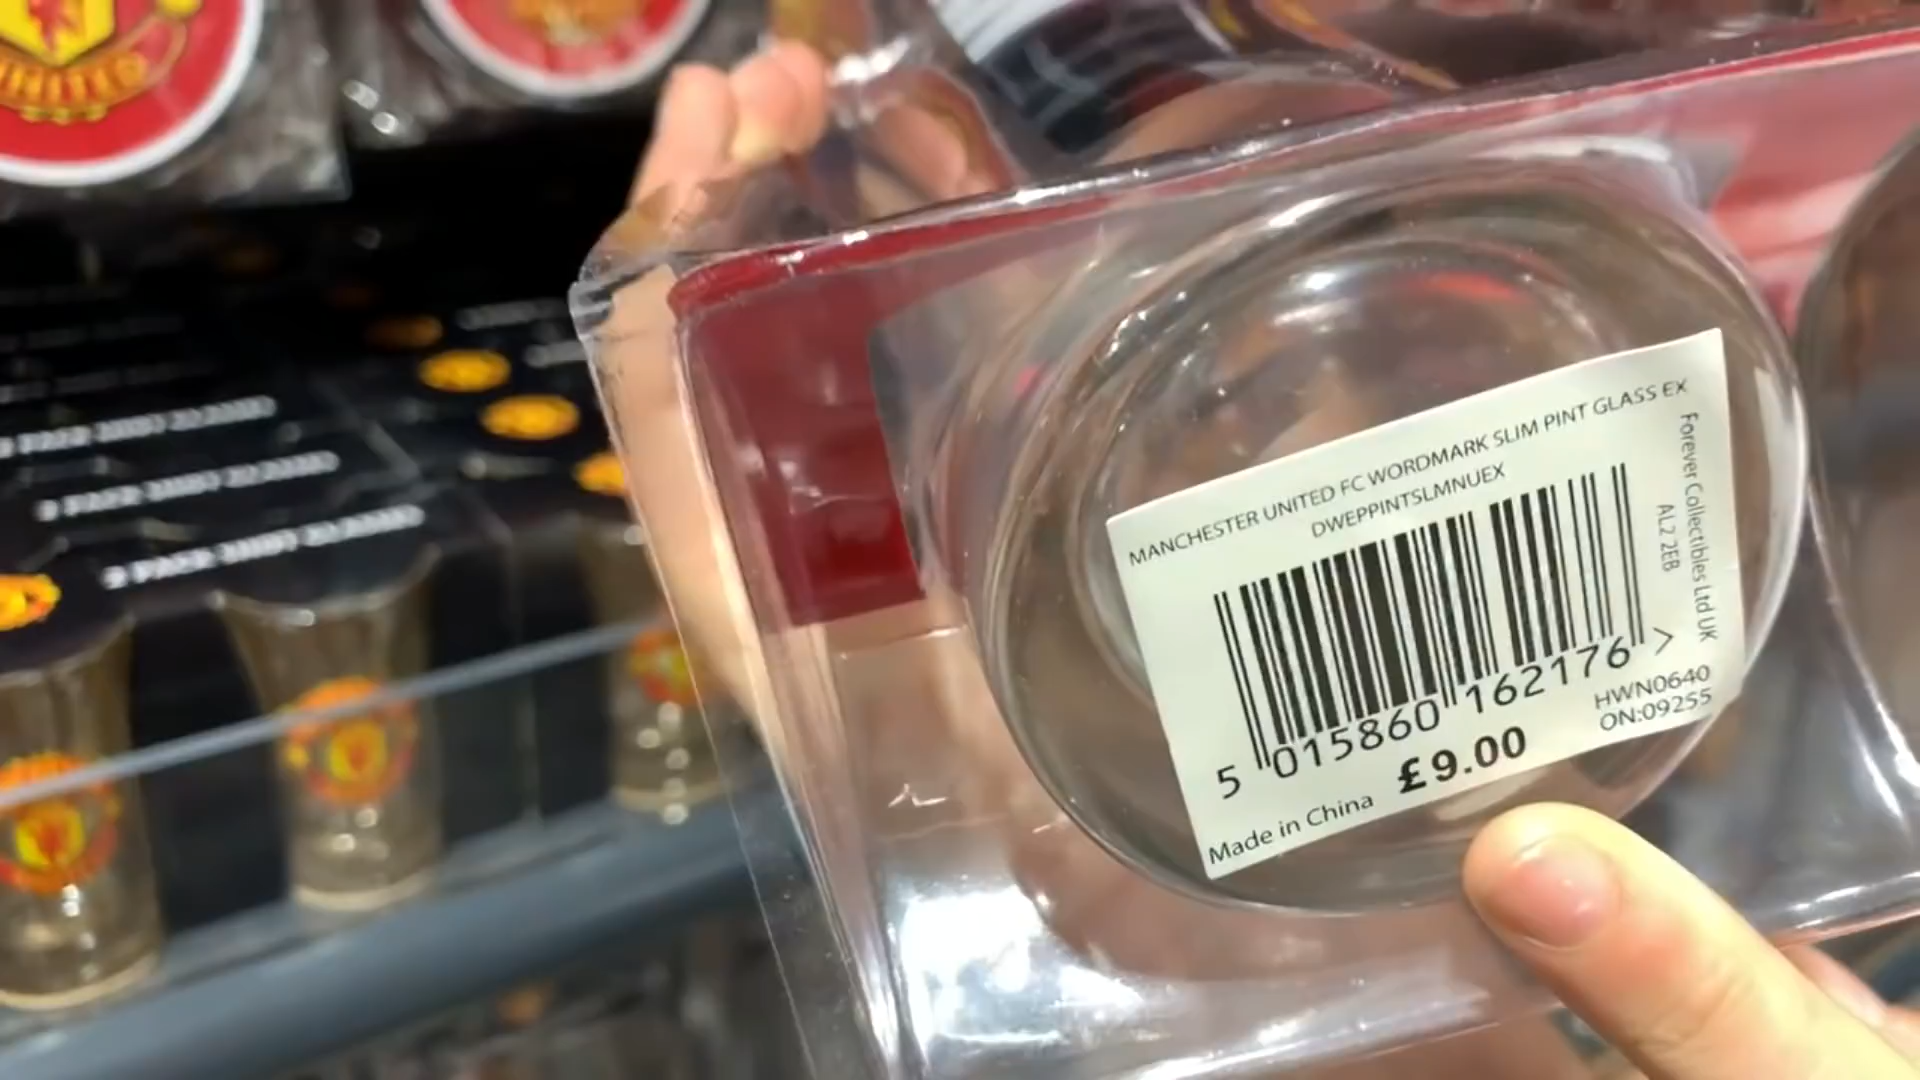 UNITED
MANCHESTER UNITED FC WORDMARK SLIM PINT GLASS EX
DWEPPINTSLMNUEX
Forever Collectibles Ltd UK
AL2 2EB
5 015860 162176 >
HWN0640
ON:09255
£9.00
Made in China